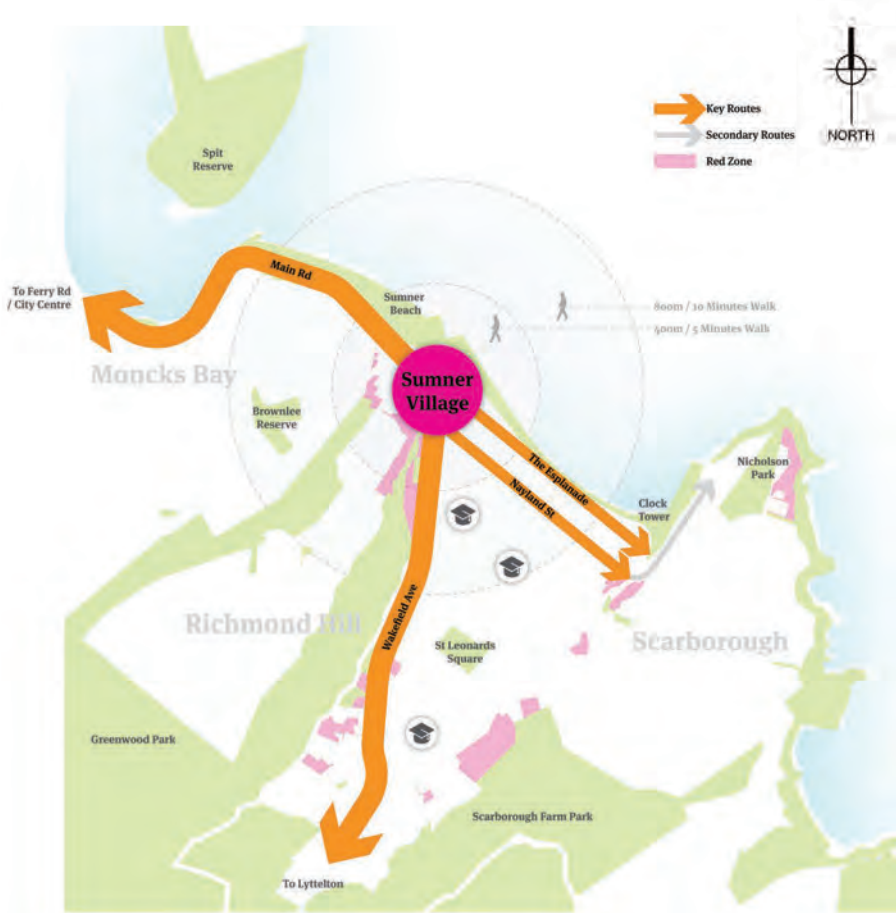 Spit
Reserve
Key Routes
Secondary Routes
Red Zone
NORTH
To Ferry Rd
/ City Centre
Main Rd
Sumner
Beach
800m / 10 Minutes Walk
400m / 5 Minutes Walk
Moncks Bay
Sumner
Village
Brownlee
Reserve
The Esplanade
Nayland St
Nicholson
Park
Clock
Tower
Wakefield Ave
Richmond Hill
St Leonards
Square
Scarborough
Greenwood Park
Scarborough Farm Park
To Lyttelton